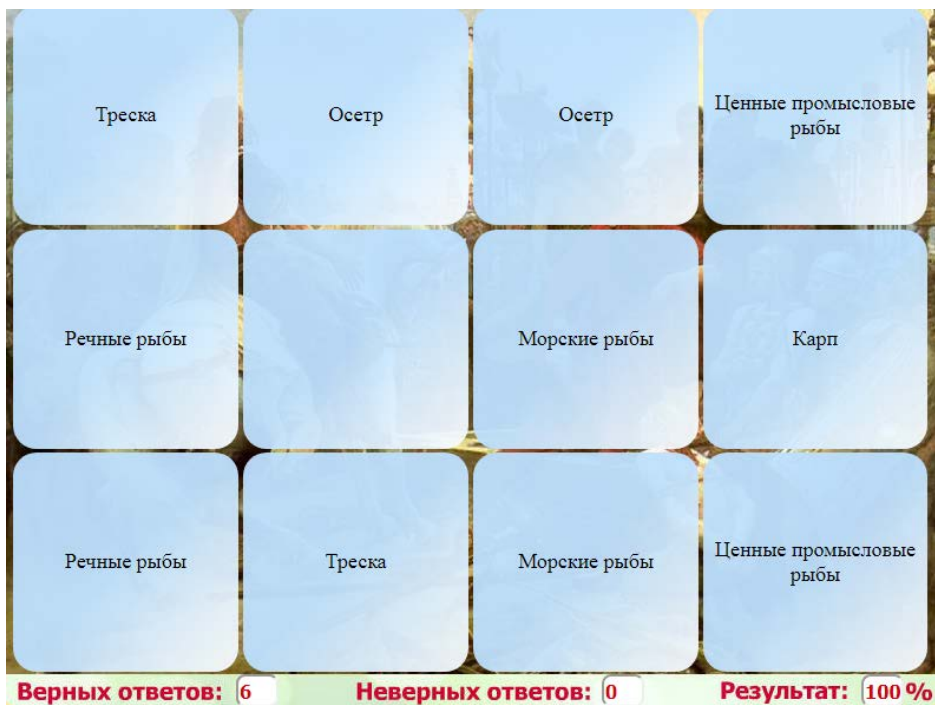 Треска
Осетр
Осетр
Ценные промысловые
рыбы
Речные рыбы
Морские рыбы
Карп
Речные рыбы
Треска
Морские рыбы
Ценные промысловые
рыбы
Верных ответов: 6
Неверных ответов: 0
Результат: 100 %